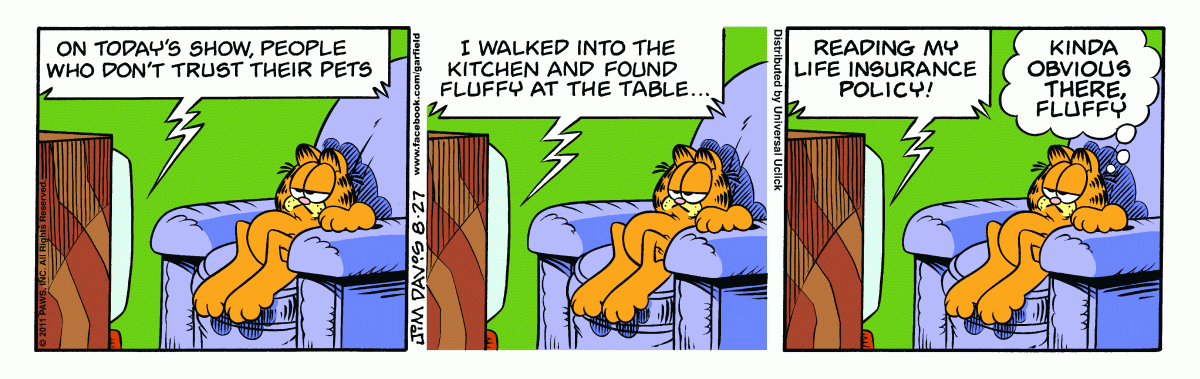 ON TODAY'S SHOW, PEOPLE
WHO DON'T TRUST THEIR PETS
© 2011 PAWS, INC. All Rights Reserved.
www.facebook.com/garfield
JIM DAVIS 8·27
I WALKED INTO THE
KITCHEN AND FOUND
FLUFFY AT THE TABLE...
Distributed by Universal Uclick
READING MY
LIFE INSURANCE
POLICY!
KINDA
OBVIOUS
THERE,
FLUFFY